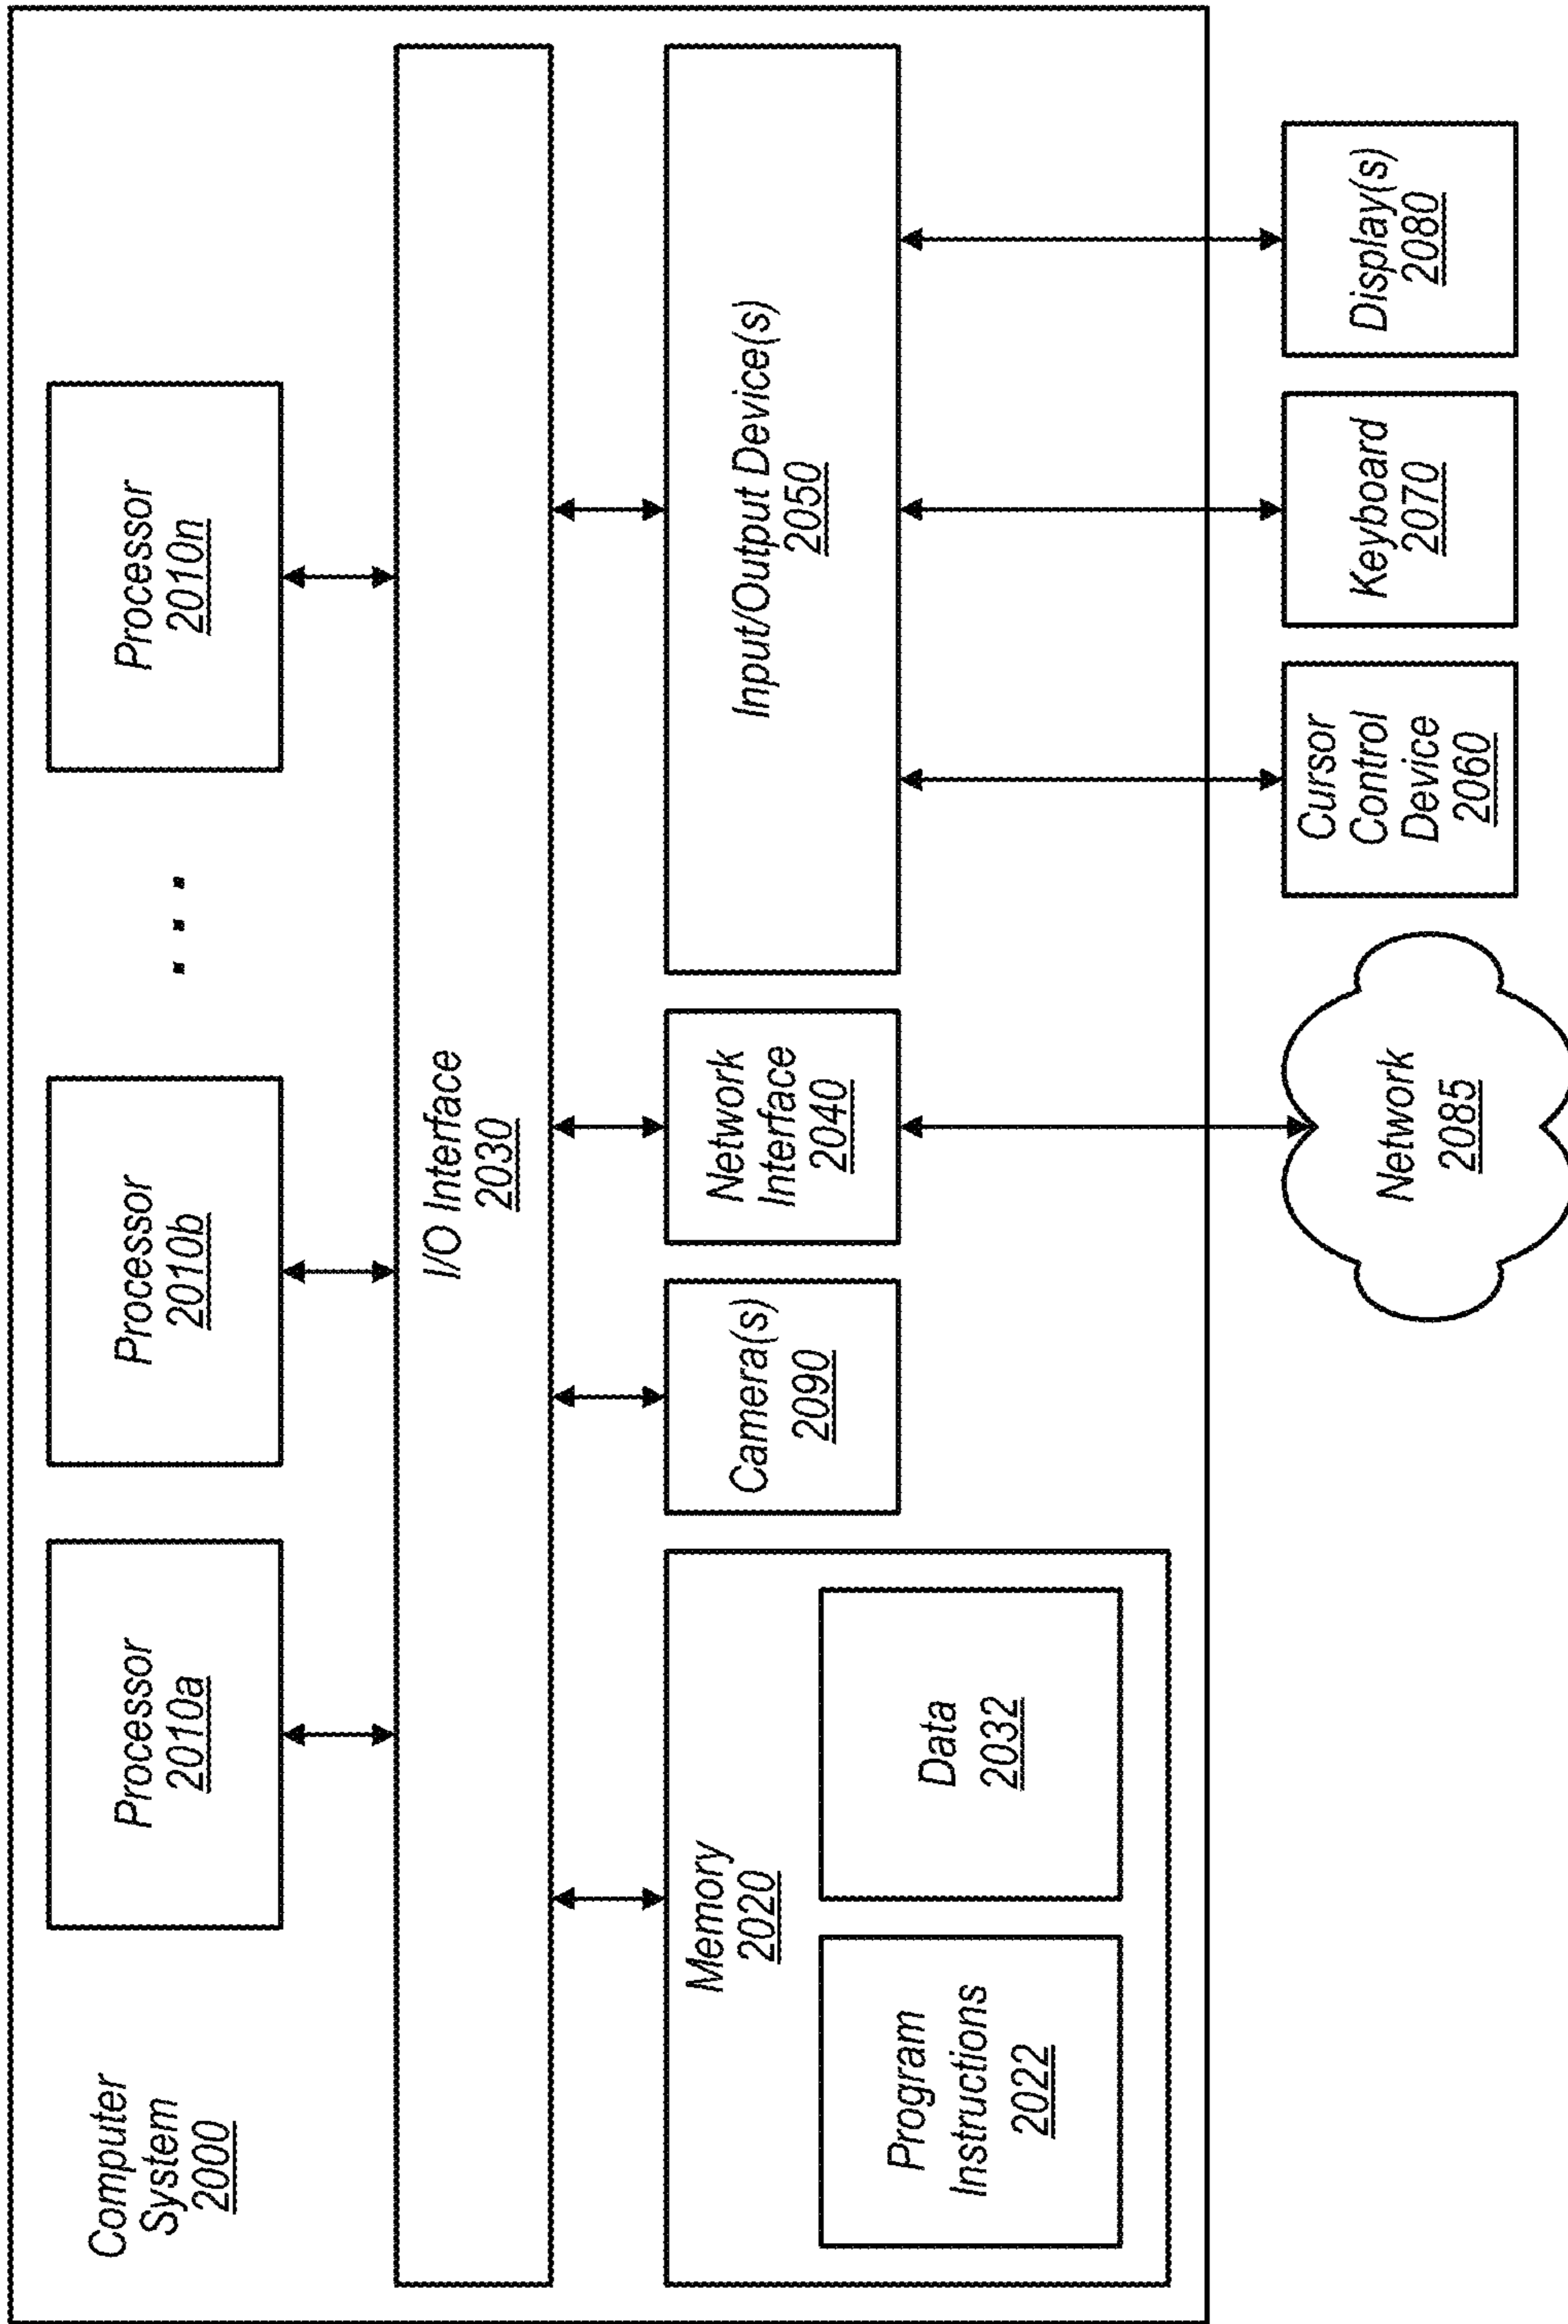 Computer
System
2000
Processor
2010a
Processor
2010b
Processor
2010n
I/O Interface
2030
Memory
2020
Program
Instructions
2022
Data
2032
Camera(s)
2090
Network
Interface
2040
Input/Output Device(s)
2050
Network
2085
Cursor
Control
Device
2060
Keyboard
2070
Display(s)
2080